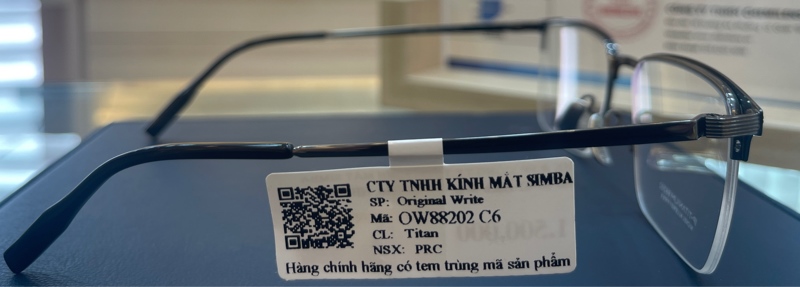 CTY TNHH KÍNH MẮT SIMBA
SP: Original Write
Mã: OW88202 C6
CL: Titan
NSX: PRC
Hàng chính hãng có tem trùng mã sản phẩm